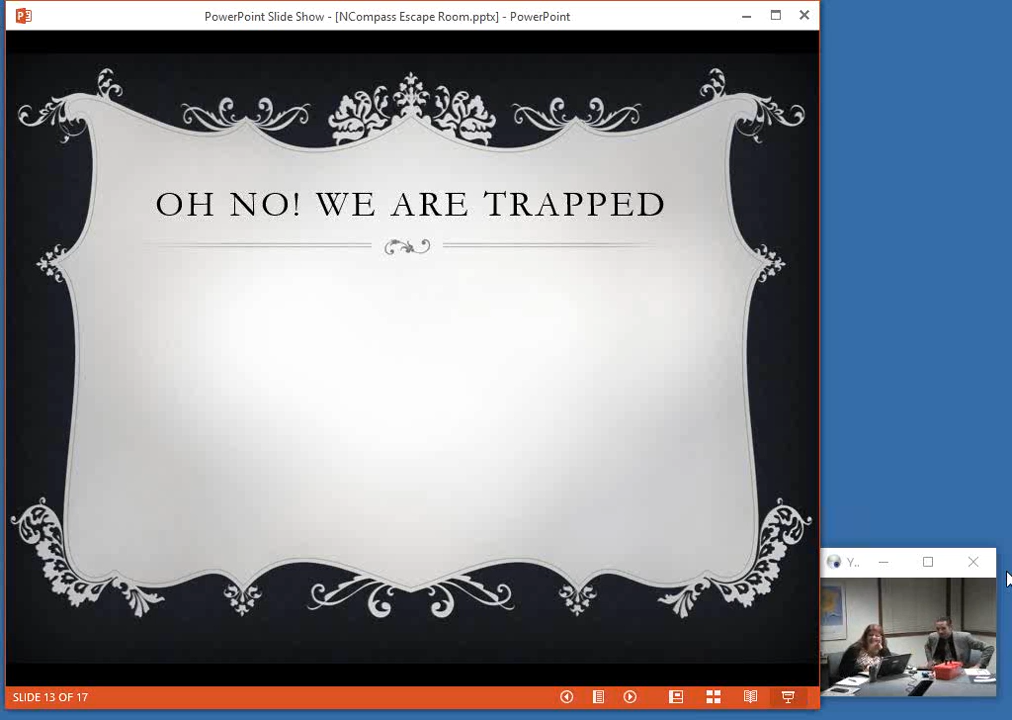 PowerPoint Slide Show - [NCompass Escape Room.pptx] - PowerPoint
OH NO! WE ARE TRAPPED
Y..
SLIDE 13 OF 17